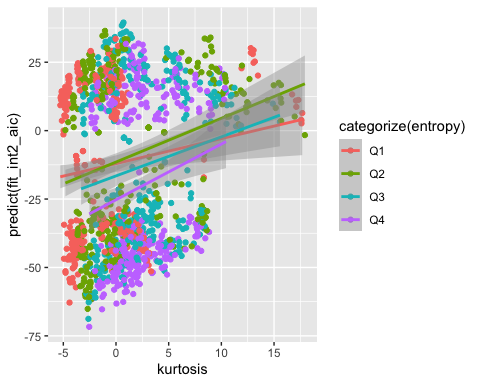 25
0
-25
-50
-75
predict(fit_int2_aic)
-5
0
5
10
15
kurtosis
categorize(entropy)
Q1
Q2
Q3
Q4